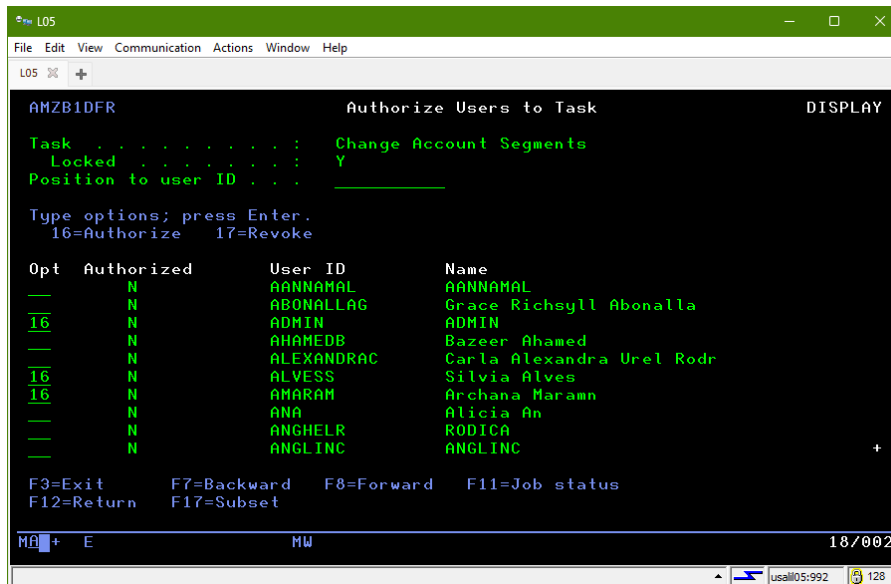 L05
File Edit View Communication Actions Window Help
L05
AMZB1DFR Authorize Users to Task DISPLAY
Task . . . . . . . . . : Change Account Segments
Locked . . . . . . . : Y
Position to user ID . . .
Type options; press Enter.
16=Authorize 17=Revoke
Opt Authorized User ID Name
N AANNAMAL AANNAMAL
N ABONALLAG Grace Richsyll Abonalla
16 N ADMIN ADMIN
N AHAMEDB Bazeer Ahamed
N ALEXANDRAC Carla Alexandra Urel Rodr
16 N ALVESS Silvia Alves
16 N AMARAM Archana Maramn
N ANA Alicia An
N ANGHELR RODICA
N ANGLINC ANGLINC +
F3=Exit F7=Backward F8=Forward F11=Job status
F12=Return F17=Subset
MA + E MW 18/002
usalil05:992 128